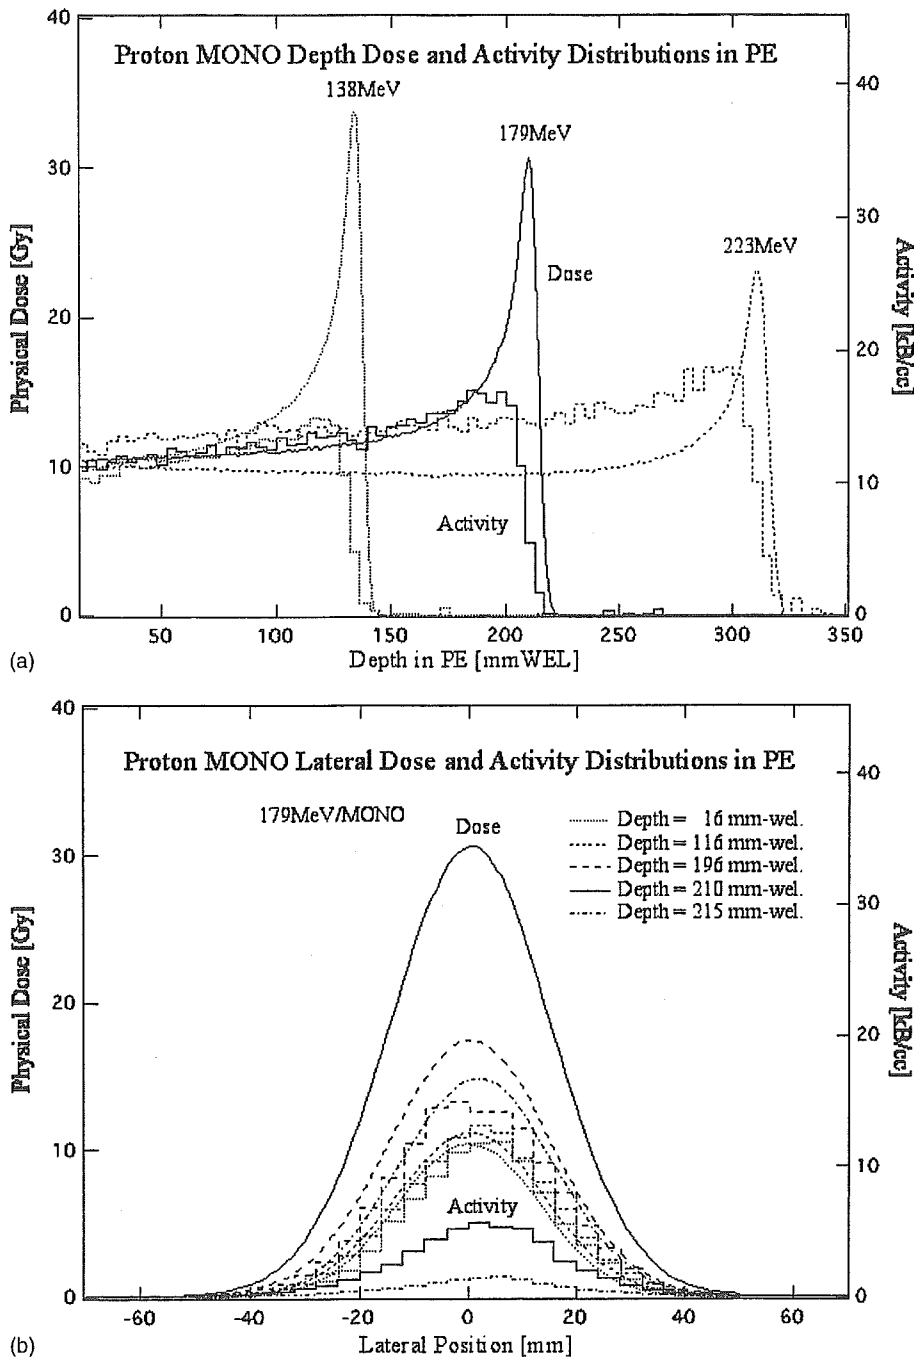 Proton MONO Depth Dose and Activity Distributions in PE
40
30
20
10
0
Physical Dose [Gy]
138MeV
179MeV
223MeV
Dose
Activity
40
30
20
10
0
Activity [kB/cc]
50
100
150
200
250
300
350
Depth in PE [mmWEL]
(a)
Proton MONO Lateral Dose and Activity Distributions in PE
40
30
20
10
0
Physical Dose [Gy]
179MeV/MONO
Dose
Depth = 16 mm-wel.
Depth = 116 mm-wel.
Depth = 196 mm-wel.
Depth = 210 mm-wel.
Depth = 215 mm-wel.
Activity
40
30
20
10
0
Activity [kB/cc]
-60
-40
-20
0
20
40
60
Lateral Position [mm]
(b)